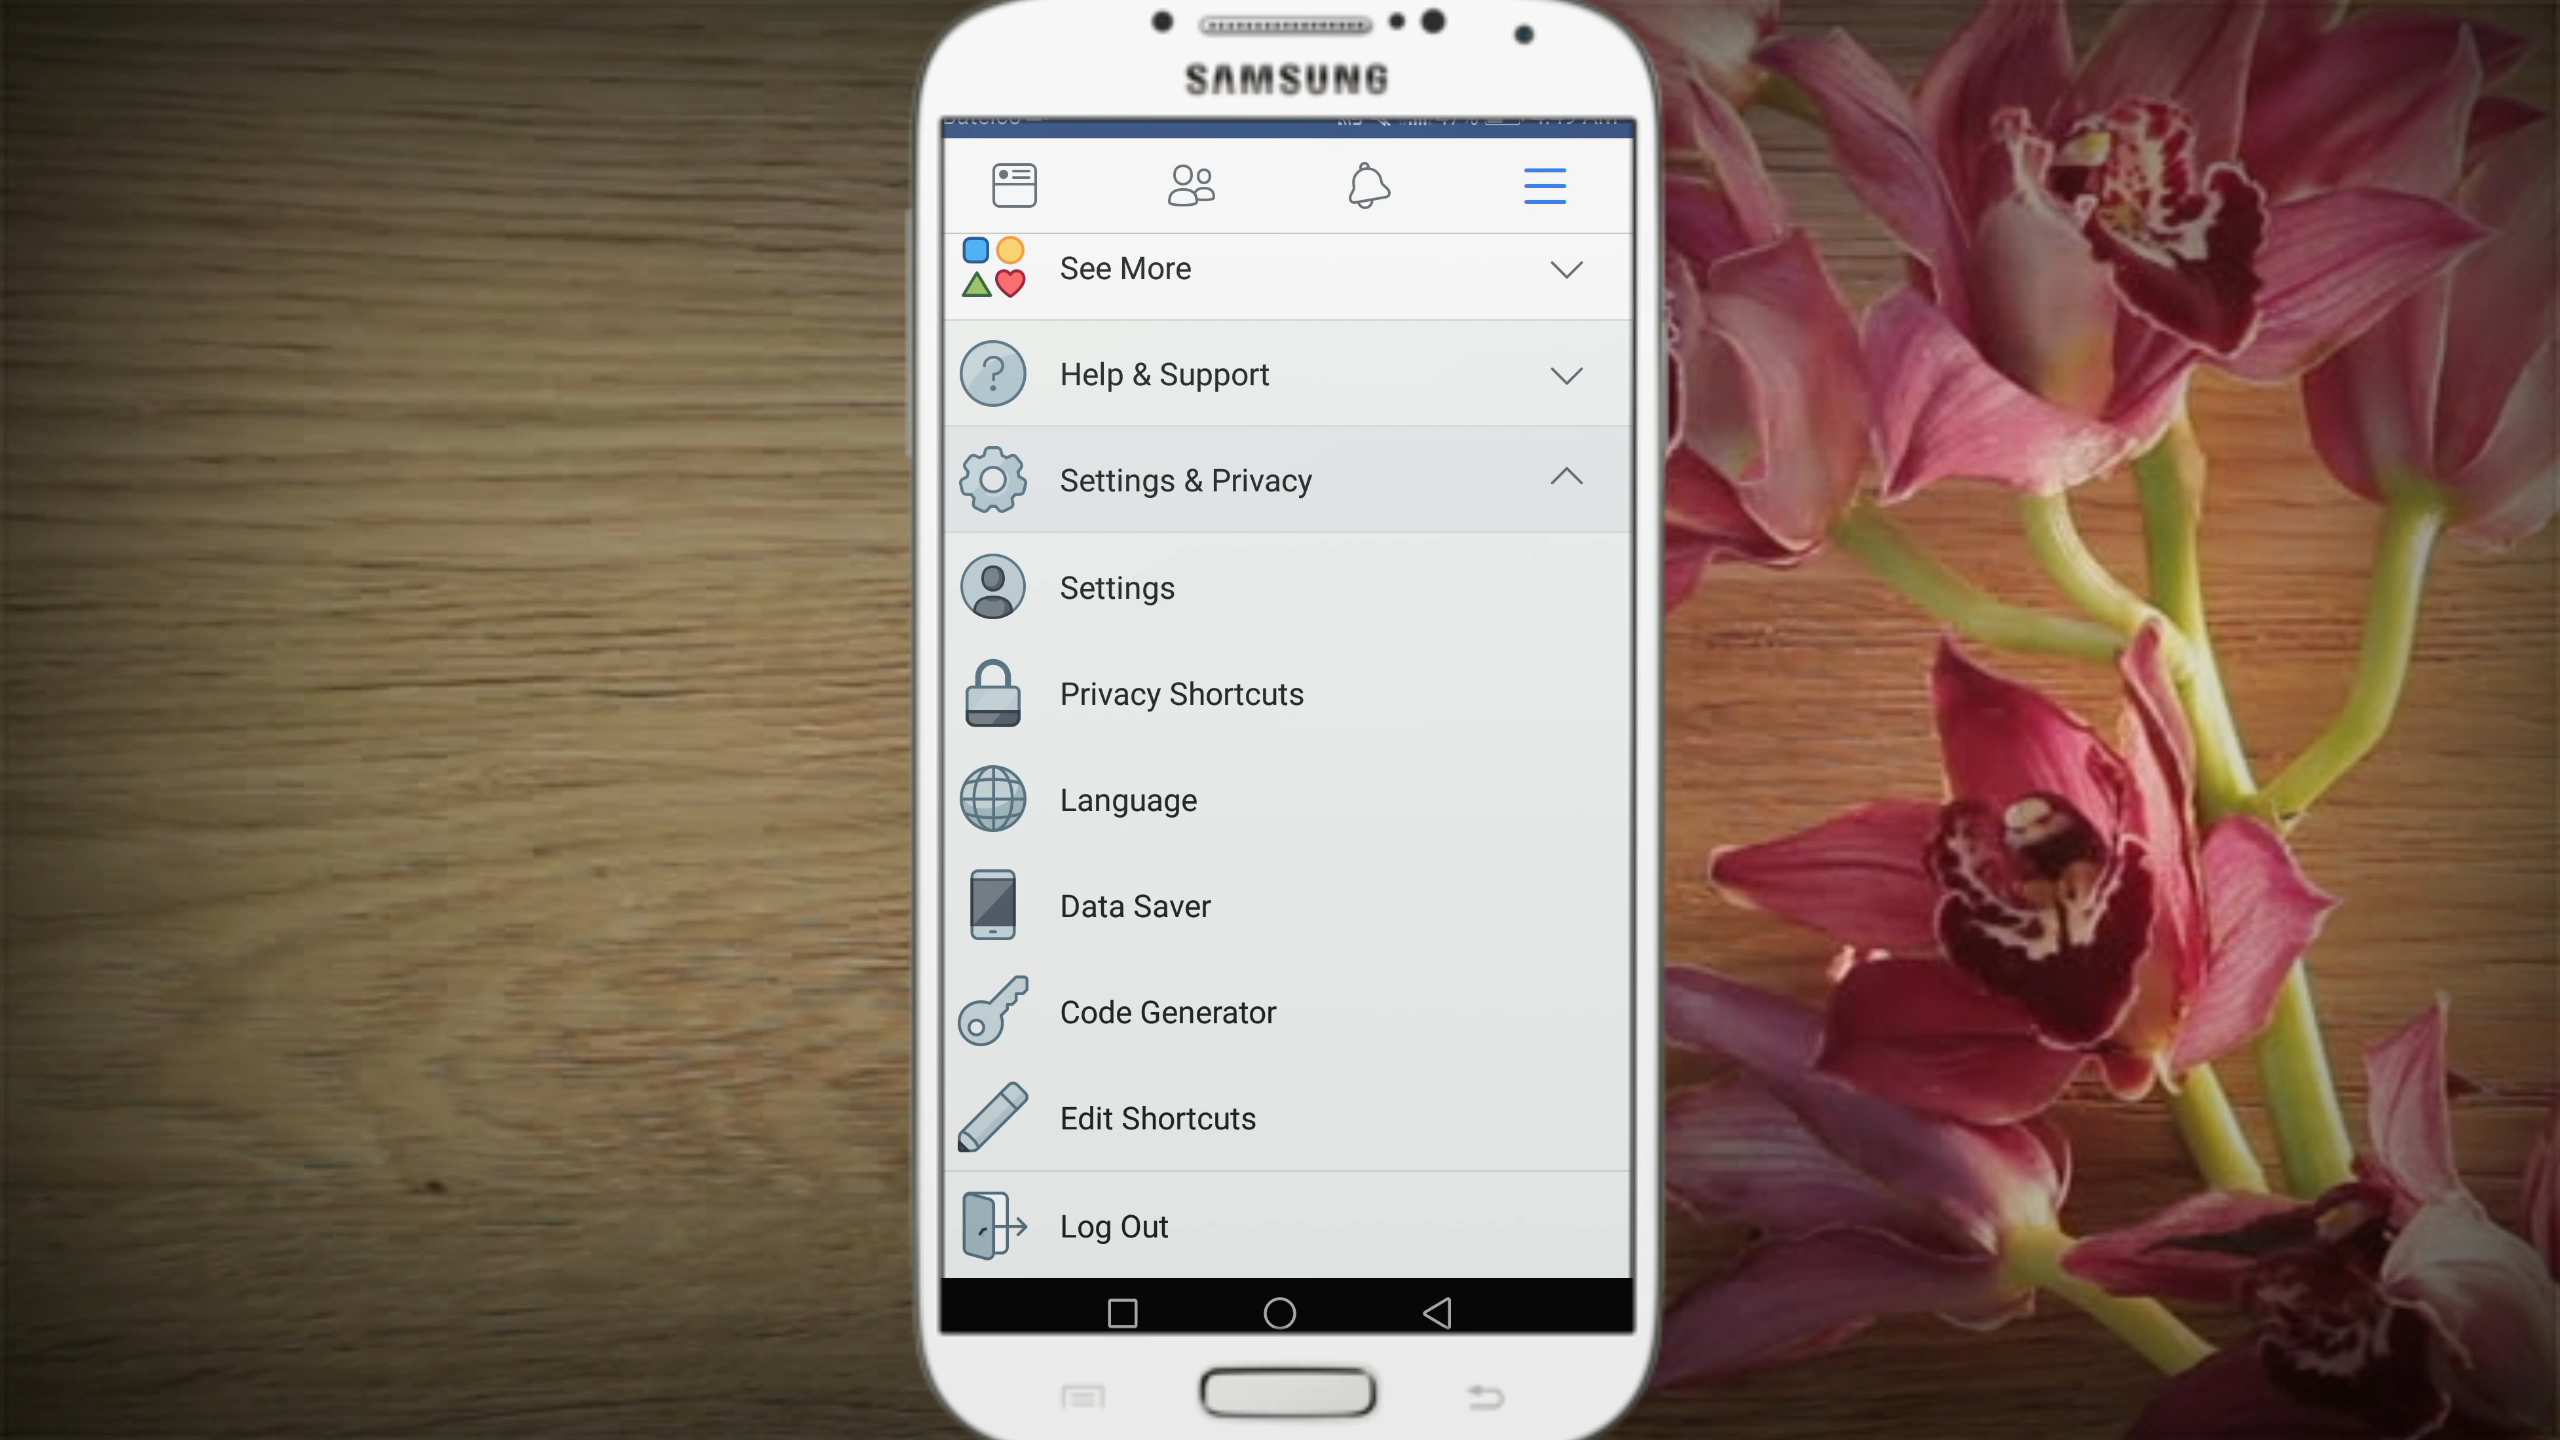 SAMSUNG
See More
Help & Support
Settings & Privacy
Settings
Privacy Shortcuts
Language
Data Saver
Code Generator
Edit Shortcuts
Log Out